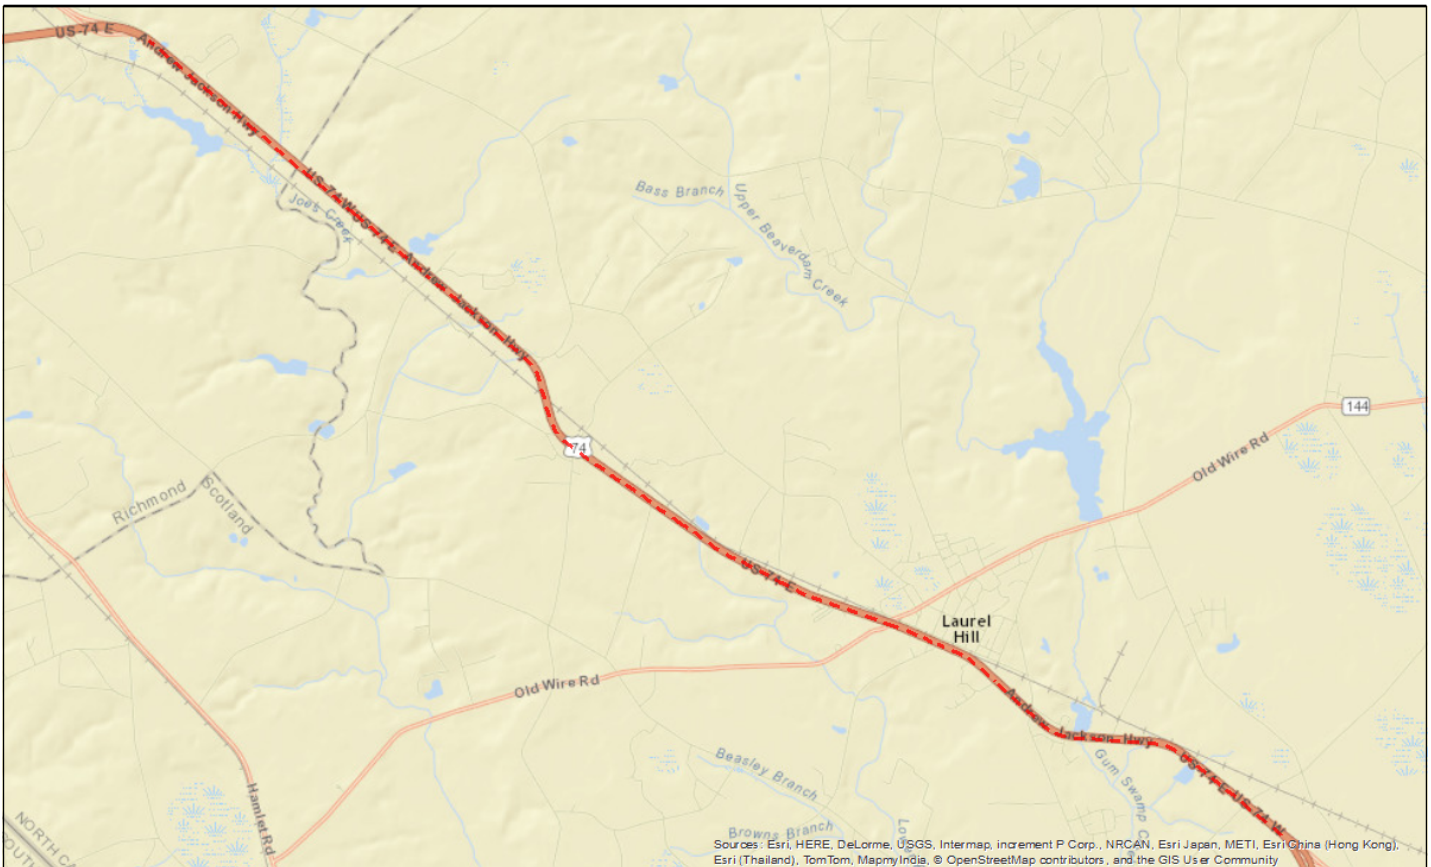 US-74 E
Andrew Jackson Hwy
US-74 W US-74 E Andrew Jackson Hwy
Joes Creek
Bass Branch
Upper Beaverdam Creek
144
Old Wire Rd
74
Richmond
Scotland
US-74 E
Laurel
Hill
Old Wire Rd
Andrew Jackson Hwy
US-74 E US-74 W
Gum Swamp
Beasley Branch
Browns Branch
Hamlet Rd
NORTH
Sources: Esri, HERE, DeLorme, USGS, Intermap, increment P Corp., NRCAN, Esri Japan, METI, Esri China (Hong Kong),
Esri (Thailand), TomTom, MapmyIndia, © OpenStreetMap contributors, and the GIS User Community